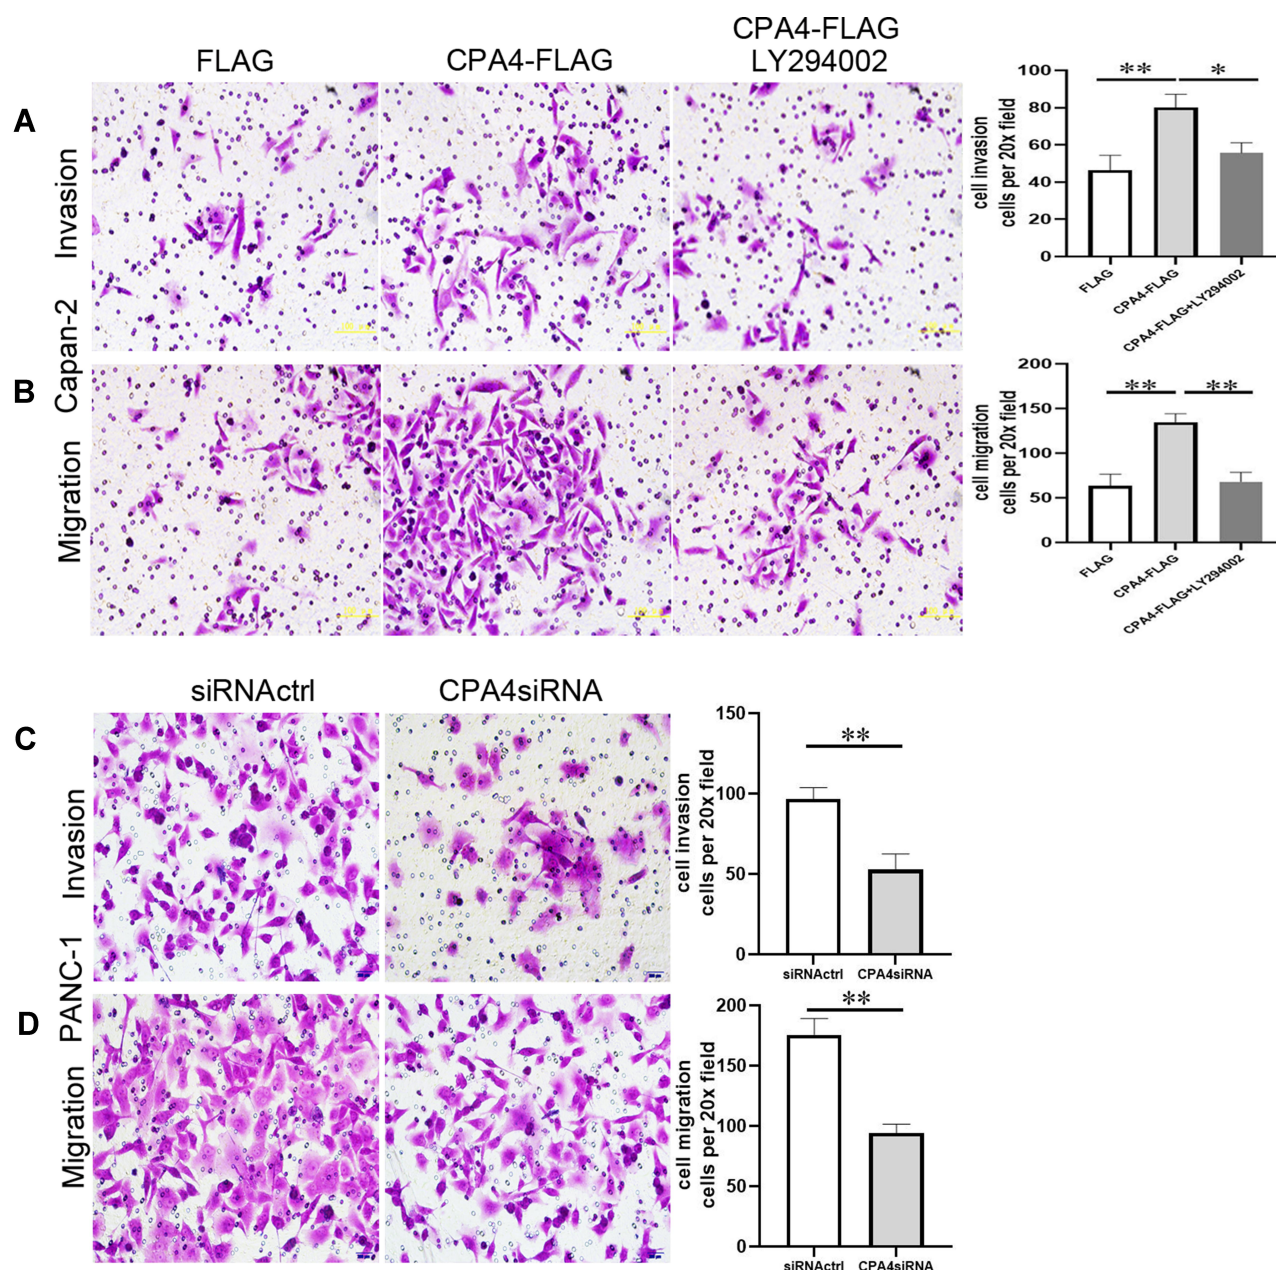 FLAG
CPA4-FLAG
CPA4-FLAG
LY294002
A
Invasion
Capan-2
B
Migration
cell invasion
cells per 20x field
100
80
60
40
20
0
**
*
FLAG
CPA4-FLAG
CPA4-FLAG+LY294002
cell migration
cells per 20x field
200
150
100
50
0
**
**
FLAG
CPA4-FLAG
CPA4-FLAG+LY294002
siRNActrl
CPA4siRNA
C
Invasion
PANC-1
D
Migration
cell invasion
cells per 20x field
150
100
50
0
**
siRNActrl
CPA4siRNA
cell migration
cells per 20x field
200
150
100
50
0
**
siRNActrl
CPA4siRNA